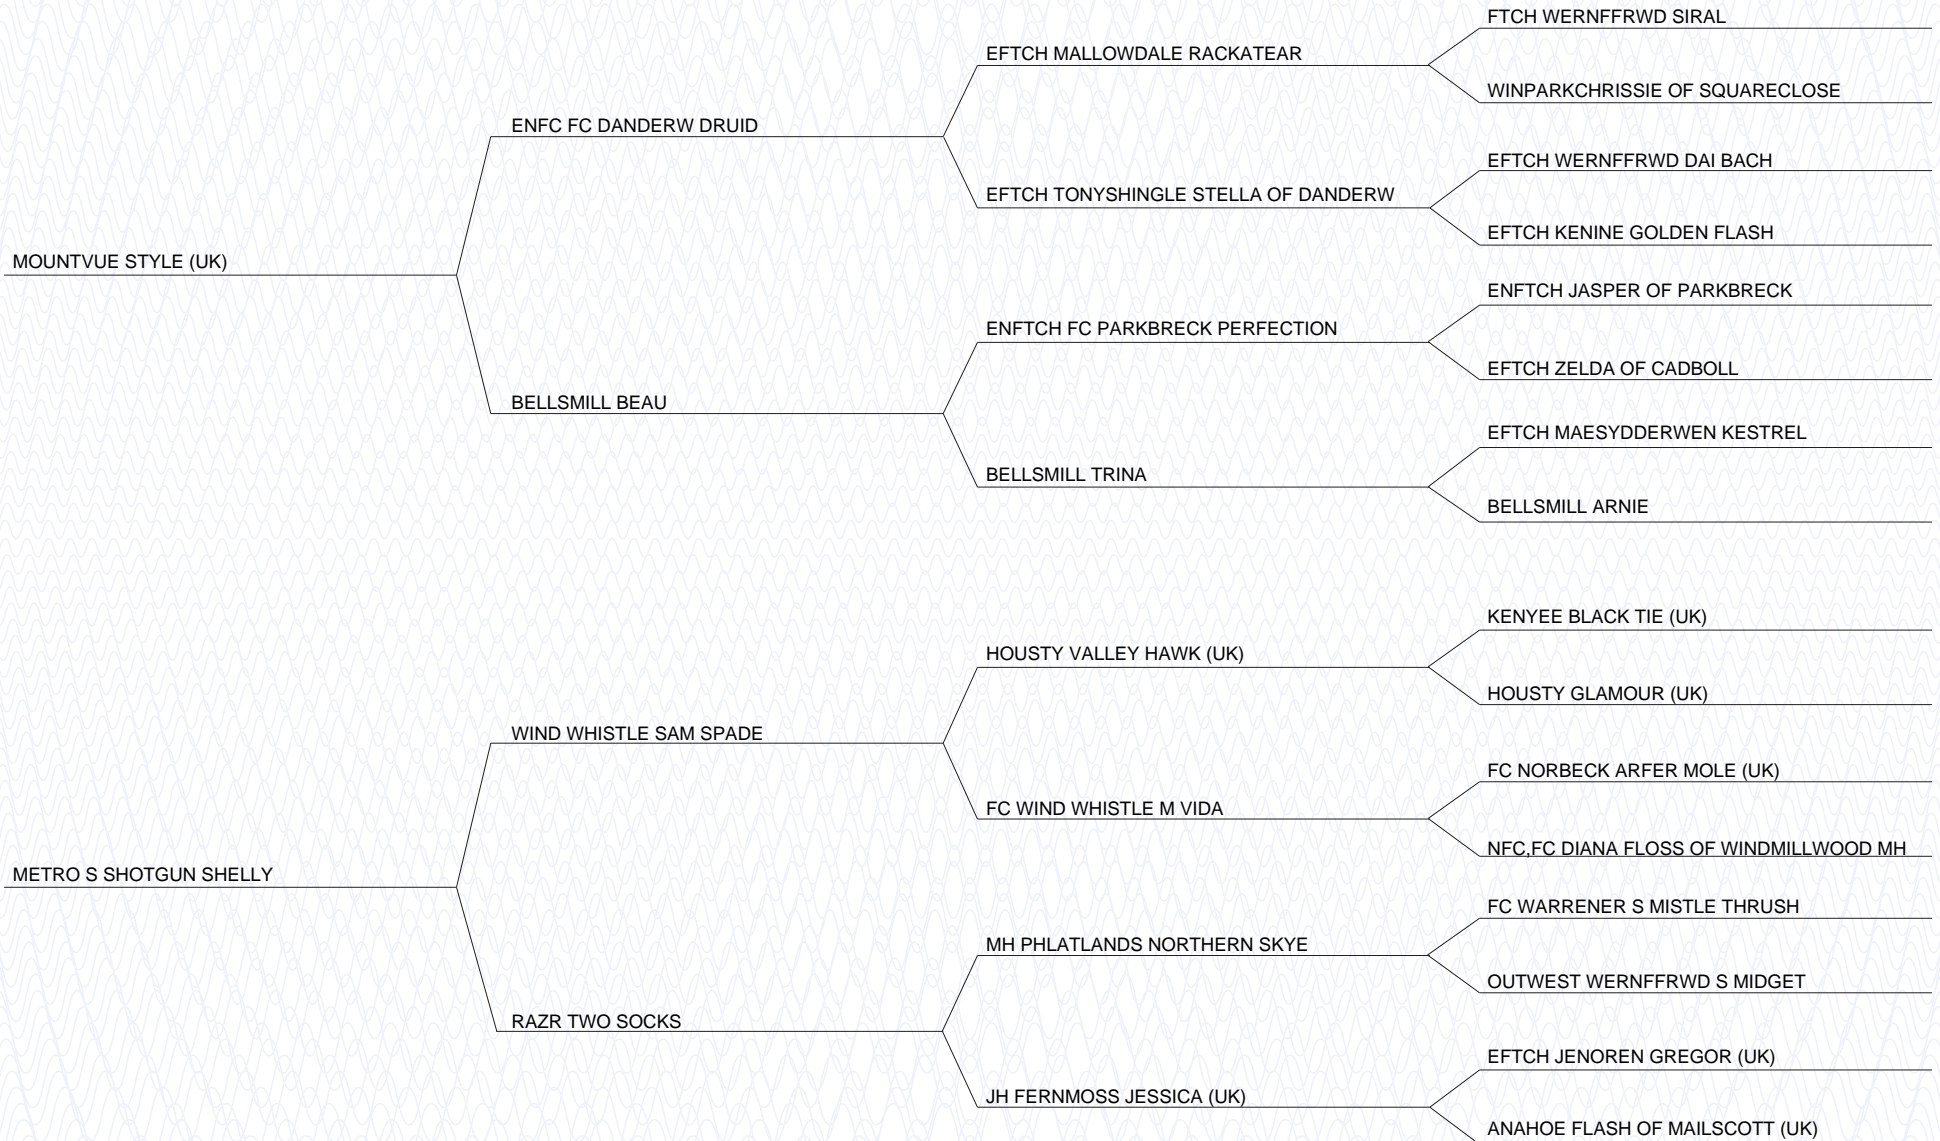 FTCH WERNFFRWD SIRAL
EFTCH MALLOWDALE RACKATEAR
WINPARKCHRISSIE OF SQUARECLOSE
ENFC FC DANDERW DRUID
EFTCH WERNFFRWD DAI BACH
EFTCH TONYSHINGLE STELLA OF DANDERW
EFTCH KENINE GOLDEN FLASH
MOUNTVUE STYLE (UK)
ENFTCH JASPER OF PARKBRECK
ENFTCH FC PARKBRECK PERFECTION
EFTCH ZELDA OF CADBOLL
BELLSMILL BEAU
EFTCH MAESYDDERWEN KESTREL
BELLSMILL TRINA
BELLSMILL ARNIE
KENYEE BLACK TIE (UK)
HOUSTY VALLEY HAWK (UK)
HOUSTY GLAMOUR (UK)
WIND WHISTLE SAM SPADE
FC NORBECK ARFER MOLE (UK)
FC WIND WHISTLE M VIDA
NFC,FC DIANA FLOSS OF WINDMILLWOOD MH
METRO S SHOTGUN SHELLY
FC WARRENER S MISTLE THRUSH
MH PHLATLANDS NORTHERN SKYE
OUTWEST WERNFFRWD S MIDGET
RAZR TWO SOCKS
EFTCH JENOREN GREGOR (UK)
JH FERNMOSS JESSICA (UK)
ANAHOE FLASH OF MAILSCOTT (UK)